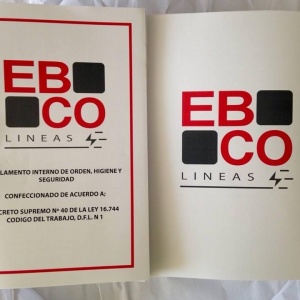 EB
CO
LINEAS
LAMENTO INTERNO DE ORDEN, HIGIENE Y
SEGURIDAD
CONFECCIONADO DE ACUERDO A;
CRETO SUPREMO Nº 40 DE LA LEY 16.744
CODIGO DEL TRABAJO, D.F.L. N 1
EB
CO
LINEAS